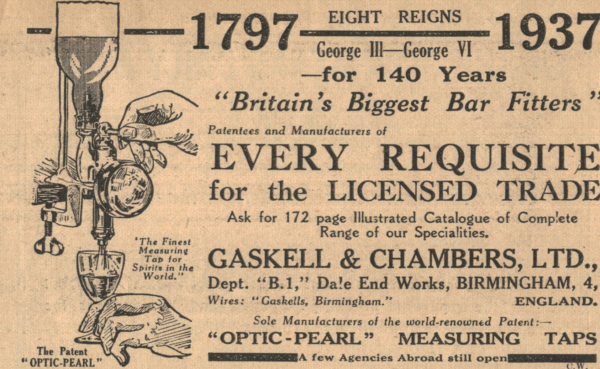 1797 EIGHT REIGNS 1937
George III—George VI
—for 140 Years
"Britain's Biggest Bar Fitters"
Patentees and Manufacturers of
EVERY REQUISITE
for the LICENSED TRADE
Ask for 172 page Illustrated Catalogue of Complete
Range of our Specialities.
GASKELL & CHAMBERS, LTD.,
Dept. "B.1," Dale End Works, BIRMINGHAM, 4,
Wires: "Gaskells, Birmingham." ENGLAND.
Sole Manufacturers of the world-renowned Patent:—
"OPTIC-PEARL" MEASURING TAPS
A few Agencies Abroad still open
C.W.
'The Finest
Measuring
Tap for
Spirits in the
World."
The Patent
"OPTIC-PEARL"